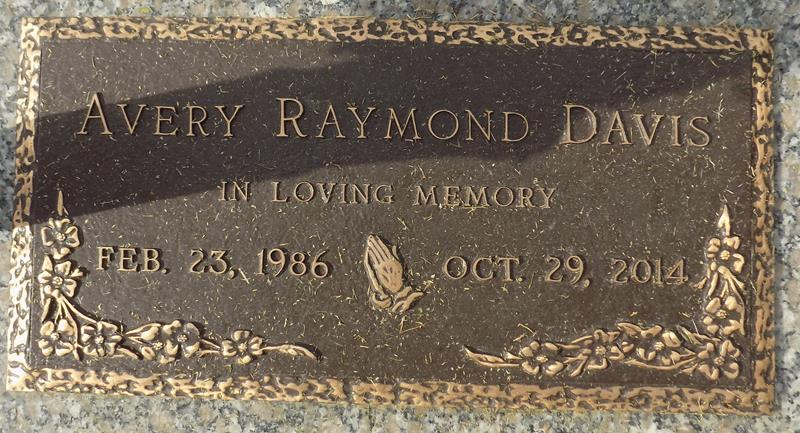 AVERY RAYMOND DAVIS
IN LOVING MEMORY
FEB. 23, 1986 OCT. 29, 2014